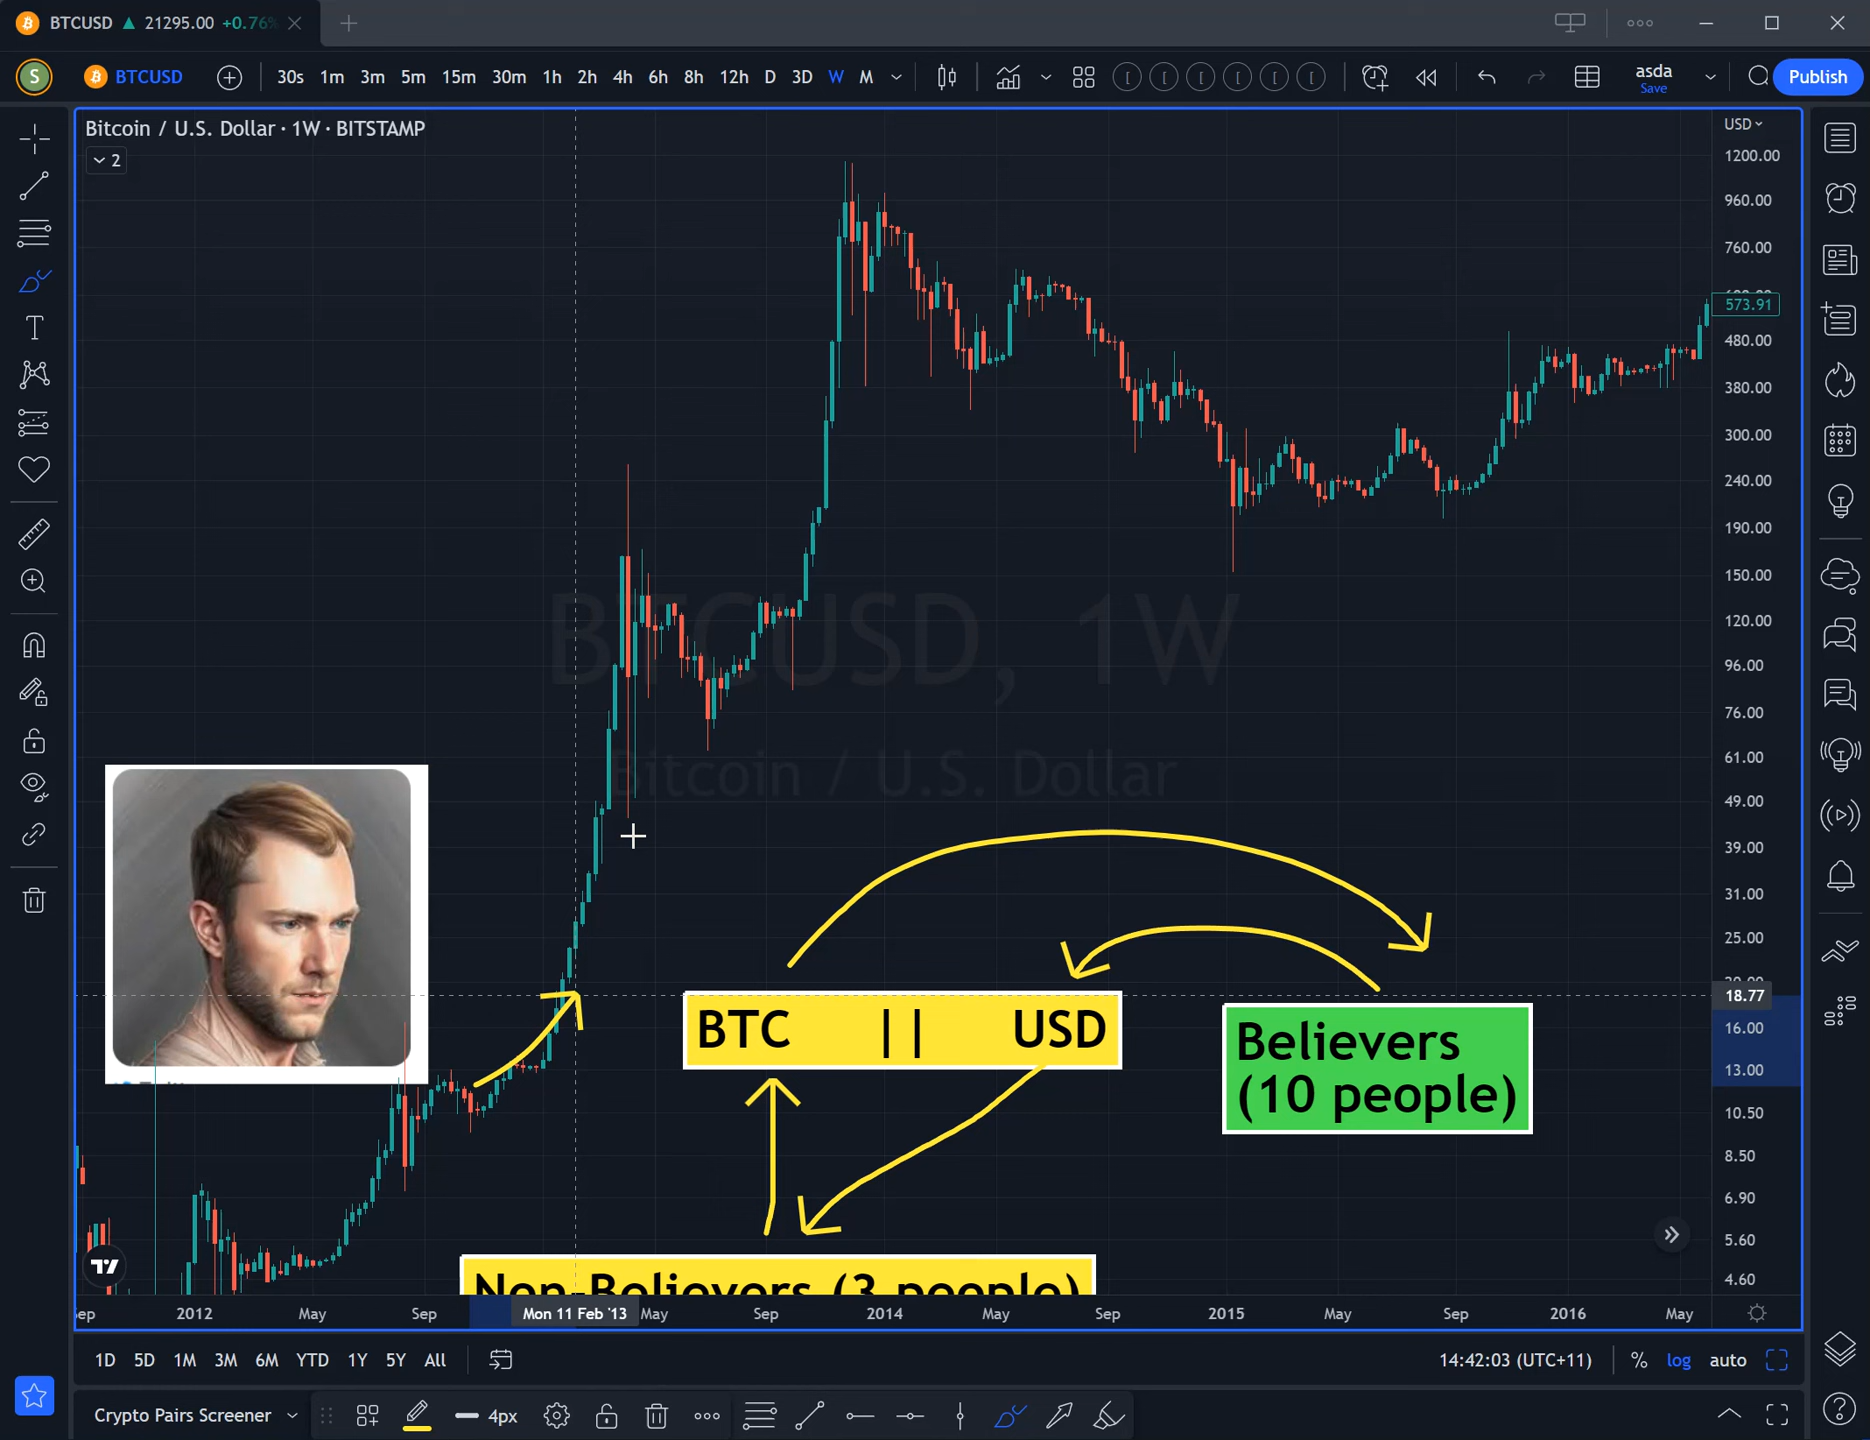 BTCUSD ▲ 21295.00 +0.76%
S BTCUSD 30s 1m 3m 5m 15m 30m 1h 2h 4h 6h 8h 12h D 3D W M asda Save Publish
Bitcoin / U.S. Dollar · 1W · BITSTAMP
2
USD
1200.00
960.00
760.00
573.91
480.00
380.00
300.00
240.00
190.00
150.00
120.00
96.00
76.00
61.00
49.00
39.00
31.00
25.00
18.77
16.00
13.00
10.50
8.50
6.90
5.60
4.60
BTCUSD, 1W
Bitcoin / U.S. Dollar
BTC || USD
Believers
(10 people)
Non-Believers (3 people)
Sep 2012 May Sep Mon 11 Feb '13 May Sep 2014 May Sep 2015 May Sep 2016 May
1D 5D 1M 3M 6M YTD 1Y 5Y All 14:42:03 (UTC+11) % log auto
Crypto Pairs Screener 4px